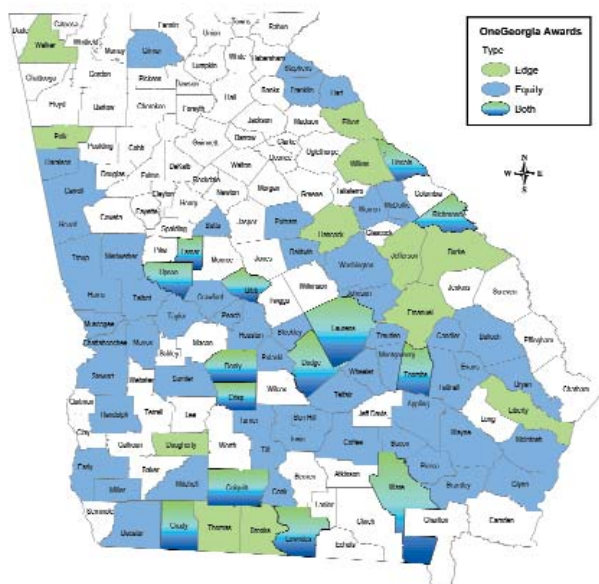 OneGeorgia Awards
Type
Edge
Equity
Both
N
W E
S
Dade
Walker
Catoosa
Whitfield
Murray
Fannin
Gilmer
Union
Towns
Rabun
White
Habersham
Lumpkin
Stephens
Chattooga
Gordon
Pickens
Dawson
Hall
Banks
Franklin
Hart
Floyd
Bartow
Cherokee
Forsyth
Jackson
Madison
Elbert
Polk
Paulding
Cobb
Gwinnett
Barrow
Clarke
Oglethorpe
Wilkes
Lincoln
Haralson
Douglas
Fulton
DeKalb
Walton
Oconee
Carroll
Clayton
Rockdale
Newton
Morgan
Greene
Taliaferro
Columbia
McDuffie
Warren
Richmond
Heard
Coweta
Fayette
Henry
Spalding
Butts
Jasper
Putnam
Hancock
Glascock
Jefferson
Burke
Troup
Meriwether
Pike
Lamar
Monroe
Jones
Baldwin
Washington
Jenkins
Screven
Upson
Bibb
Wilkinson
Johnson
Emanuel
Harris
Talbot
Crawford
Twiggs
Taylor
Peach
Laurens
Muscogee
Chattahoochee
Marion
Macon
Houston
Bleckley
Treutlen
Candler
Bulloch
Effingham
Schley
Dooly
Pulaski
Dodge
Montgomery
Wheeler
Toombs
Evans
Bryan
Chatham
Stewart
Webster
Sumter
Crisp
Wilcox
Telfair
Tattnall
Quitman
Randolph
Terrell
Lee
Turner
Ben Hill
Jeff Davis
Appling
Long
Liberty
Clay
Calhoun
Dougherty
Worth
Irwin
Tift
Coffee
Bacon
Wayne
McIntosh
Early
Baker
Mitchell
Colquitt
Cook
Berrien
Atkinson
Pierce
Brantley
Glynn
Miller
Seminole
Decatur
Grady
Thomas
Brooks
Lowndes
Lanier
Clinch
Echols
Ware
Charlton
Camden